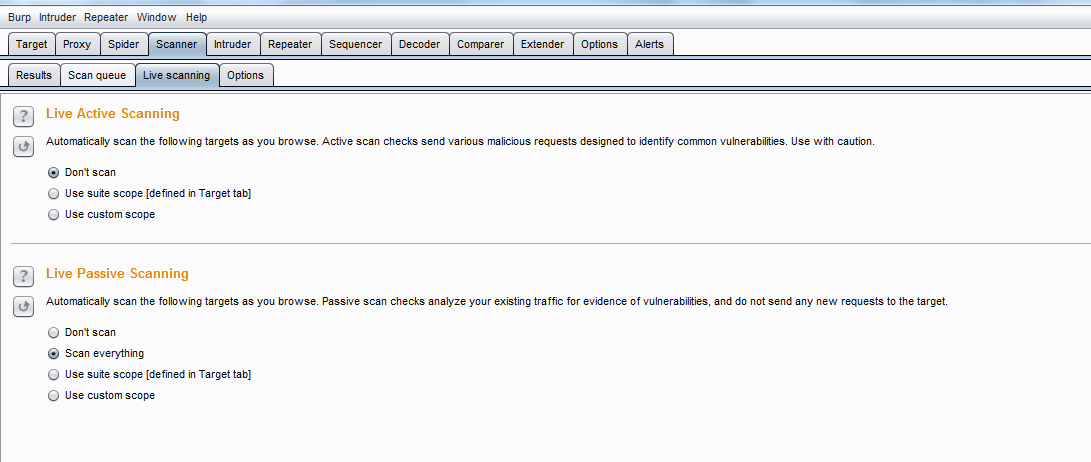 Burp Intruder Repeater Window Help
Target Proxy Spider Scanner Intruder Repeater Sequencer Decoder Comparer Extender Options Alerts
Results Scan queue Live scanning Options
? Live Active Scanning
Automatically scan the following targets as you browse. Active scan checks send various malicious requests designed to identify common vulnerabilities. Use with caution.
Don't scan
Use suite scope [defined in Target tab]
Use custom scope
? Live Passive Scanning
Automatically scan the following targets as you browse. Passive scan checks analyze your existing traffic for evidence of vulnerabilities, and do not send any new requests to the target.
Don't scan
Scan everything
Use suite scope [defined in Target tab]
Use custom scope